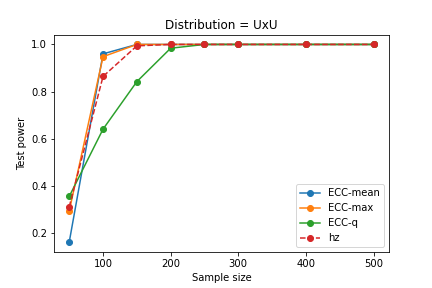 Distribution = UxU
1.0
0.8
0.6
0.4
0.2
Test power
ECC-mean
ECC-max
ECC-q
hz
100
200
300
400
500
Sample size